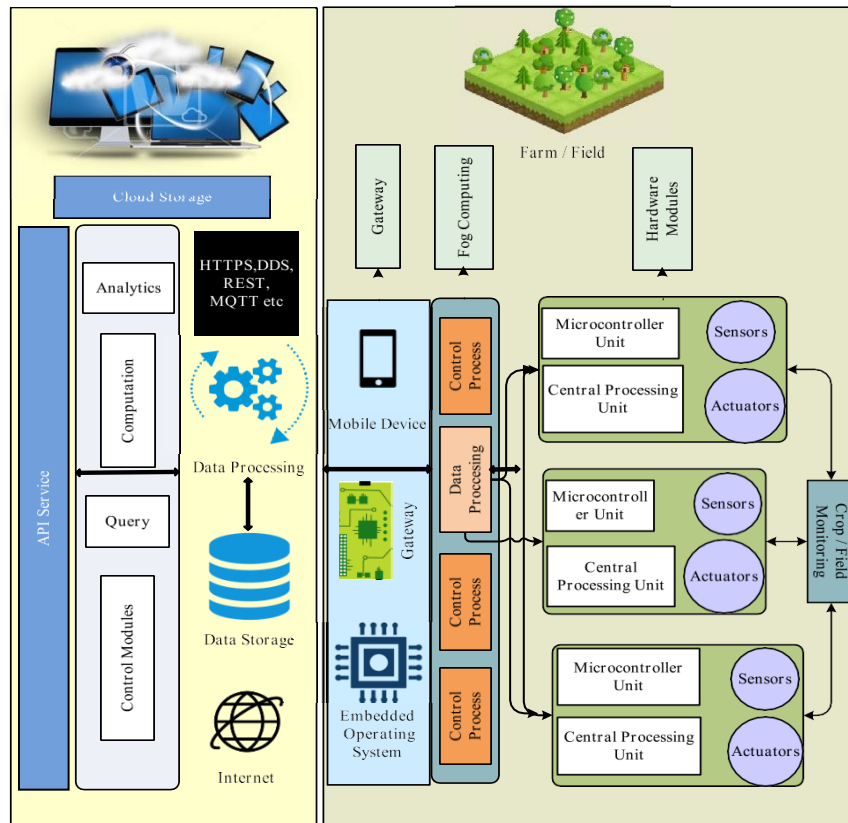 Cloud Storage
API Service
Analytics
Computation
Query
Control Modules
HTTPS,DDS,
REST,
MQTT etc
Data Processing
Data Storage
Internet
Farm / Field
Gateway
Fog Computing
Hardware
Modules
Mobile Device
Gateway
Embedded
Operating
System
Control
Process
Data
Proccesing
Control
Process
Control
Process
Microcontroller
Unit
Central Processing
Unit
Sensors
Actuators
Microcontroll
er Unit
Central
Processing Unit
Sensors
Actuators
Microcontroller
Unit
Central Processing
Unit
Sensors
Actuators
Crop / Field
Monitoring